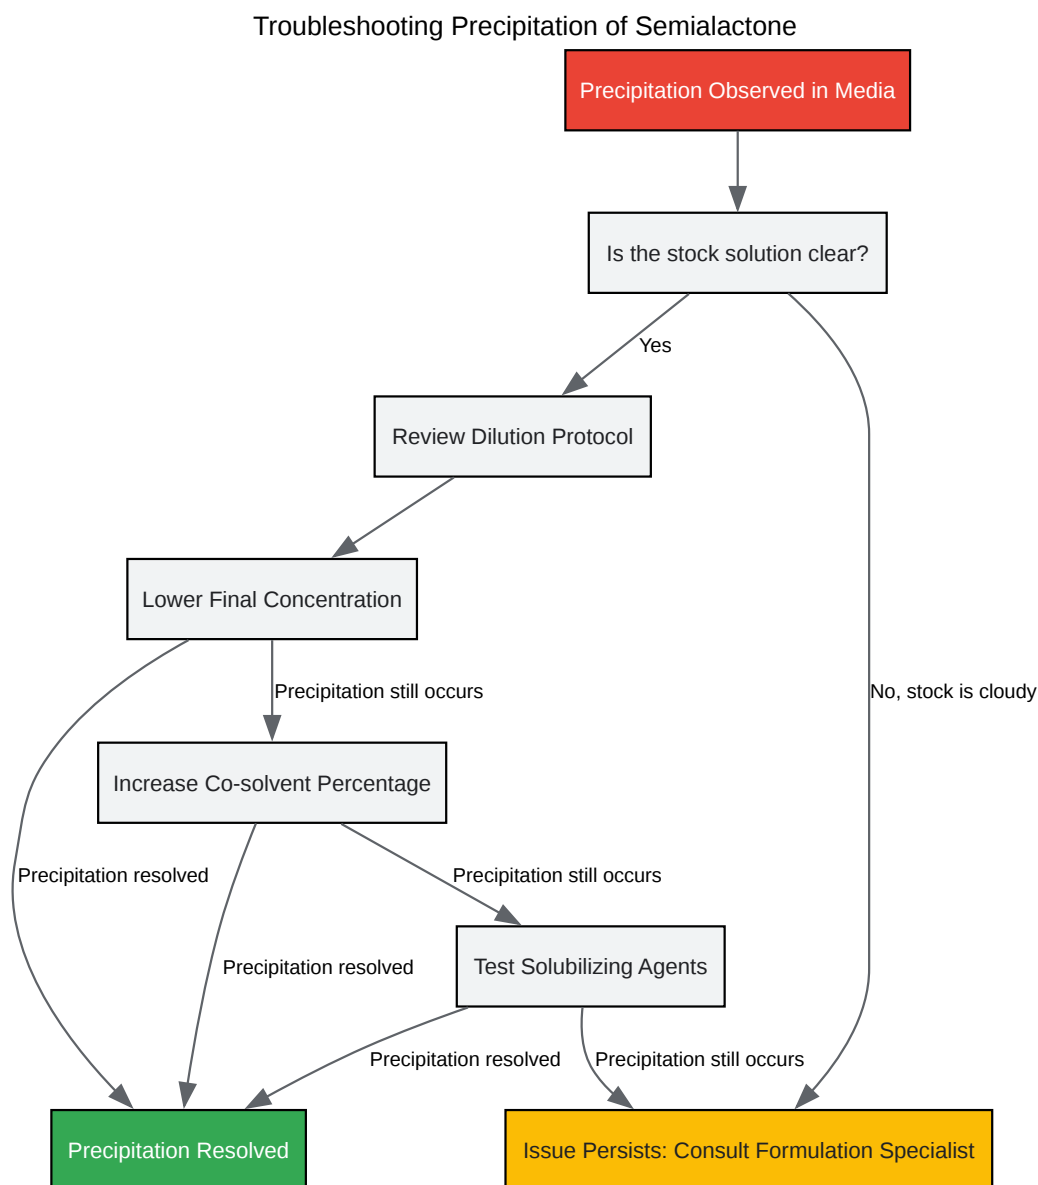 Troubleshooting Precipitation of Semialactone
Precipitation Observed in Media
Is the stock solution clear?
Yes
Review Dilution Protocol
Lower Final Concentration
Precipitation still occurs
No, stock is cloudy
Increase Co-solvent Percentage
Precipitation resolved
Precipitation still occurs
Precipitation resolved
Test Solubilizing Agents
Precipitation resolved
Precipitation still occurs
Precipitation Resolved
Issue Persists: Consult Formulation Specialist